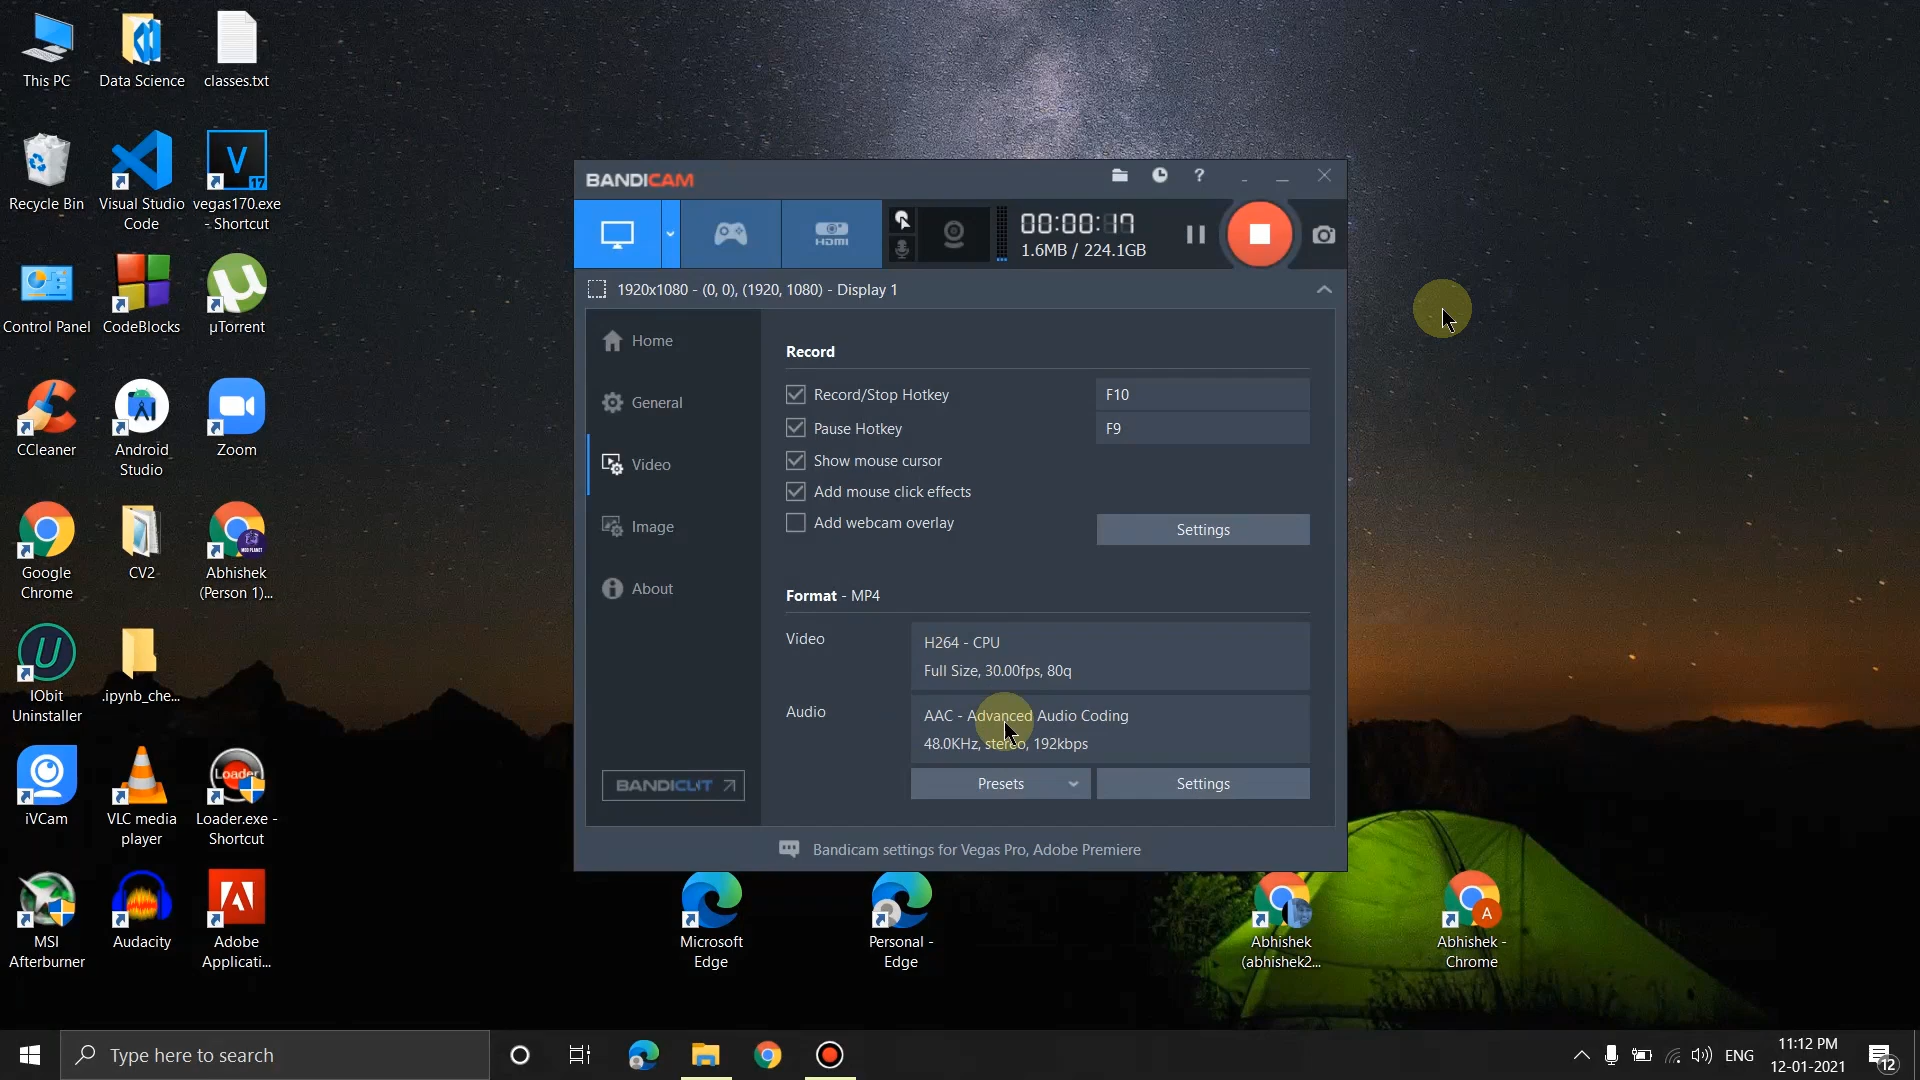 This PC
Data Science
classes.txt
Recycle Bin
Visual Studio
Code
V
17
vegas170.exe
- Shortcut
Control Panel
CodeBlocks
µTorrent
CCleaner
Android
Studio
Zoom
Google
Chrome
CV2
Abhishek
(Person 1)...
IObit
Uninstaller
.ipynb_che...
iVCam
VLC media
player
Loader
Loader.exe -
Shortcut
MSI
Afterburner
Audacity
Adobe
Applicati...
BANDICAM
HDMI
00:00:17
1.6MB / 224.1GB
1920x1080 - (0, 0), (1920, 1080) - Display 1
Home
General
Video
Image
About
BANDICUT
Record
Record/Stop Hotkey
F10
Pause Hotkey
F9
Show mouse cursor
Add mouse click effects
Add webcam overlay
Settings
Format - MP4
Video
H264 - CPU
Full Size, 30.00fps, 80q
Audio
AAC - Advanced Audio Coding
48.0KHz, stereo, 192kbps
Presets
Settings
Bandicam settings for Vegas Pro, Adobe Premiere
Microsoft
Edge
Personal -
Edge
Abhishek
(abhishek2...
A
Abhishek -
Chrome
Type here to search
ENG
11:12 PM
12-01-2021
12